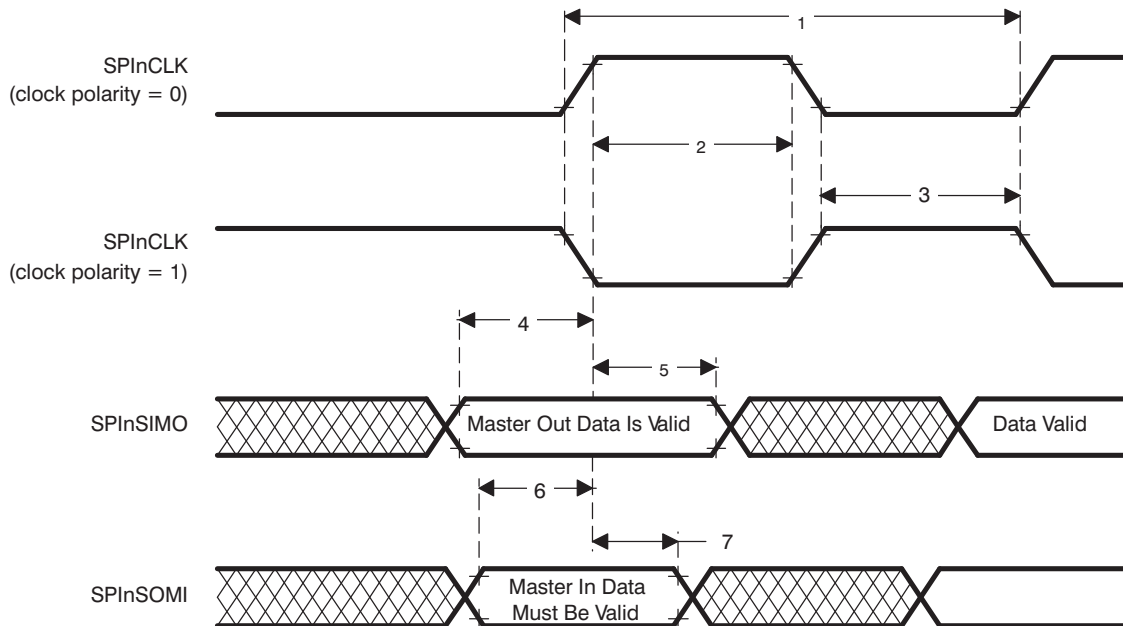 1
SPInCLK
(clock polarity = 0)
2
3
SPInCLK
(clock polarity = 1)
4
5
SPInSIMO
Master Out Data Is Valid
Data Valid
6
7
SPInSOMI
Master In Data
Must Be Valid